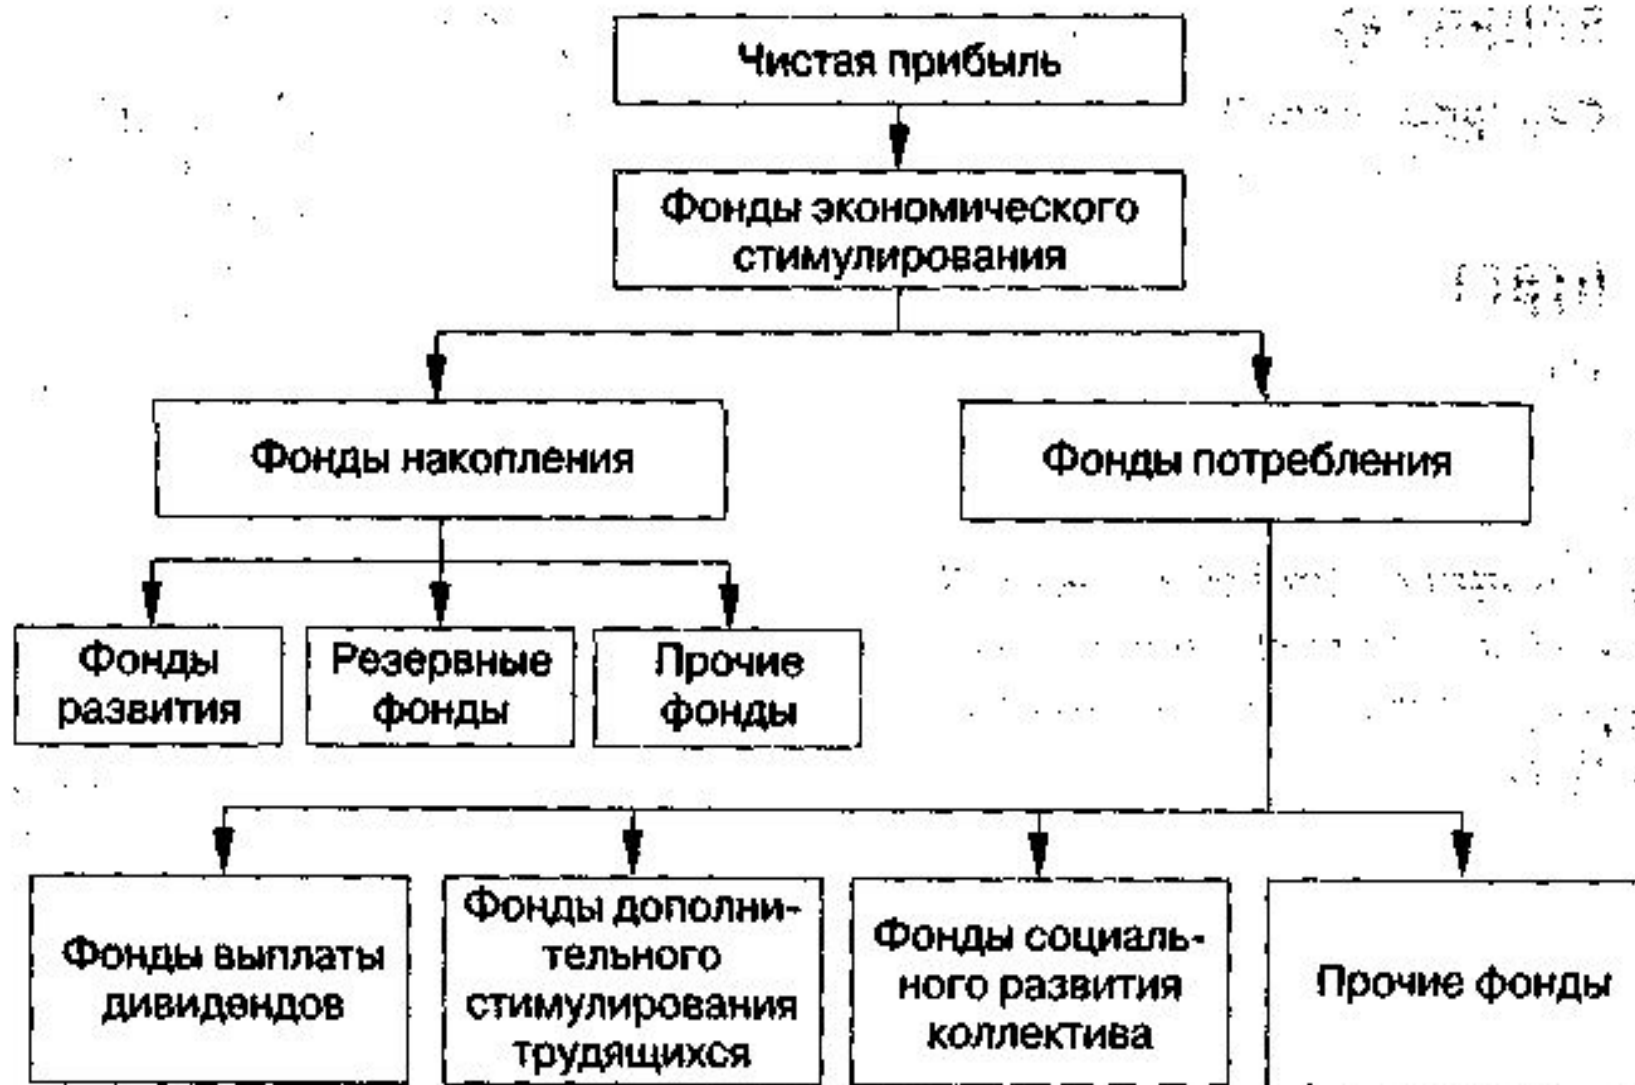 Чистая прибыль
Фонды экономического
стимулирования
Фонды накопления
Фонды потребления
Фонды
развития
Резервные
фонды
Прочие
фонды
Фонды выплаты
дивидендов
Фонды дополни-
тельного
стимулирования
трудящихся
Фонды социаль-
ного развития
коллектива
Прочие фонды